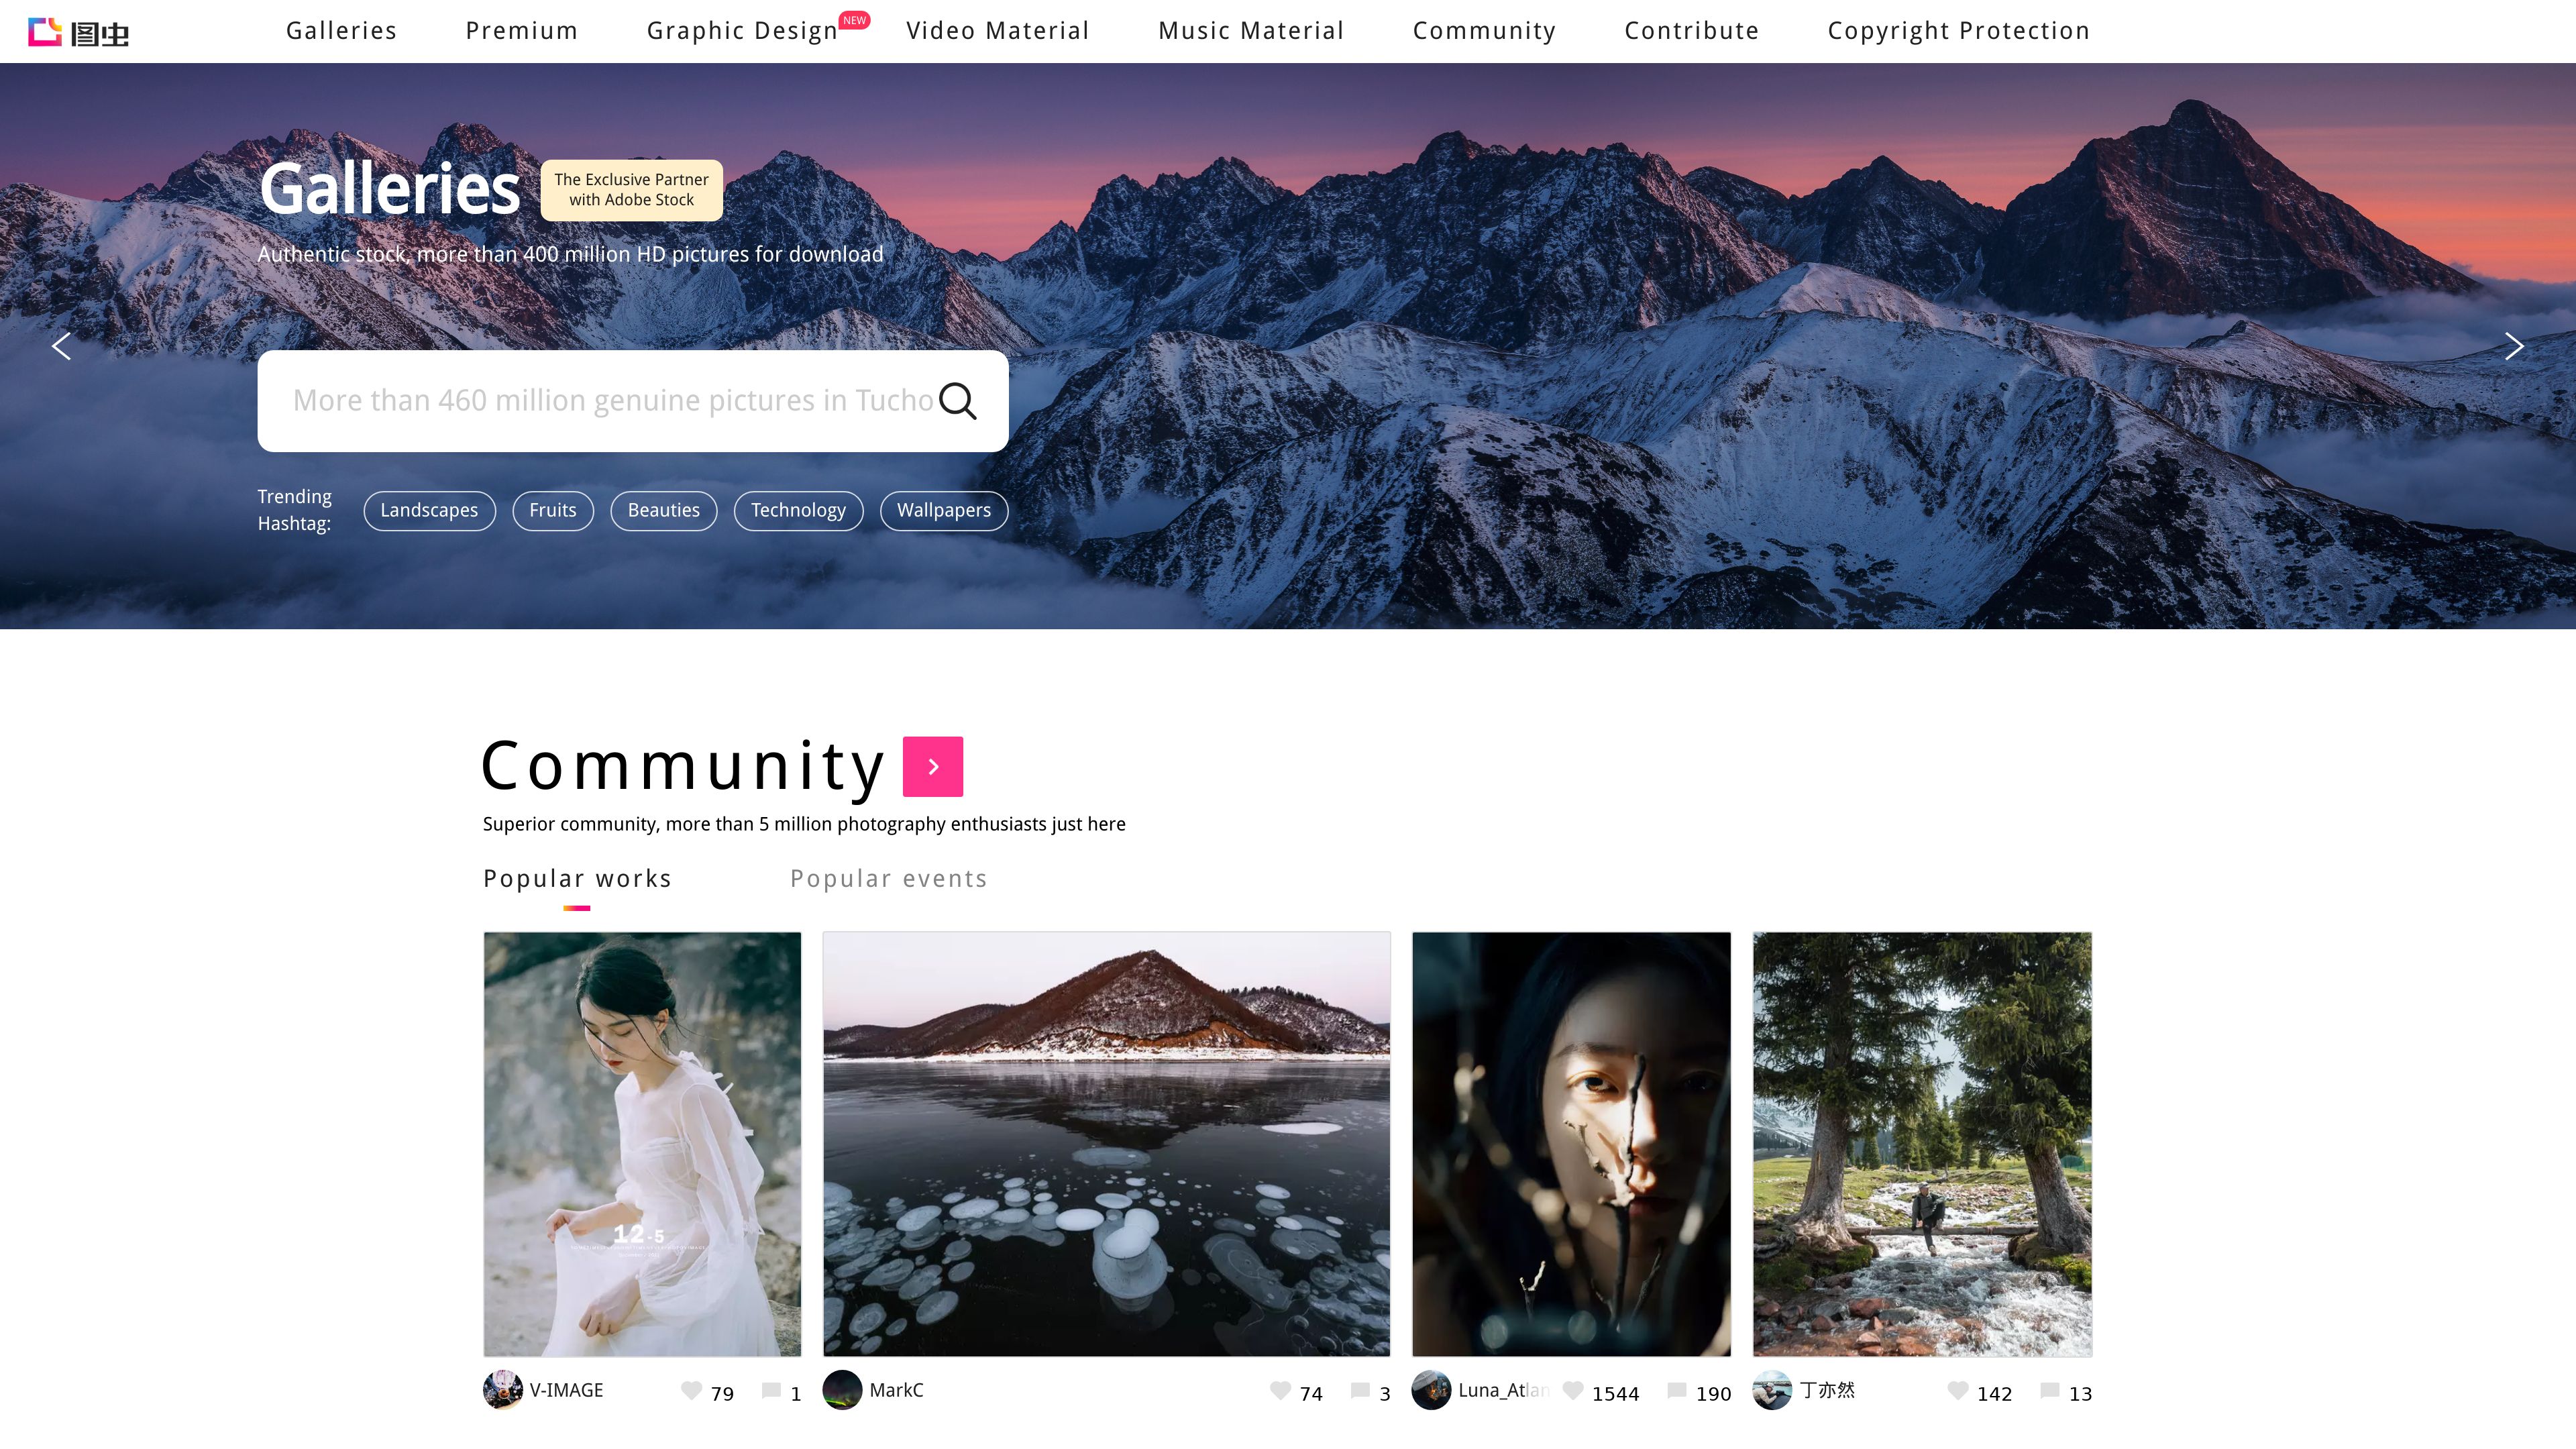 图虫
Galleries
Premium
Graphic Design
NEW
Video Material
Music Material
Community
Contribute
Copyright Protection
Galleries
The Exclusive Partner
with Adobe Stock
Authentic stock, more than 400 million HD pictures for download
More than 460 million genuine pictures in Tucho
Trending
Hashtag:
Landscapes
Fruits
Beauties
Technology
Wallpapers
Community
Superior community, more than 5 million photography enthusiasts just here
Popular works
Popular events
12-5
V-IMAGE
79
1
MarkC
74
3
Luna_Atlan
1544
190
丁亦然
142
13